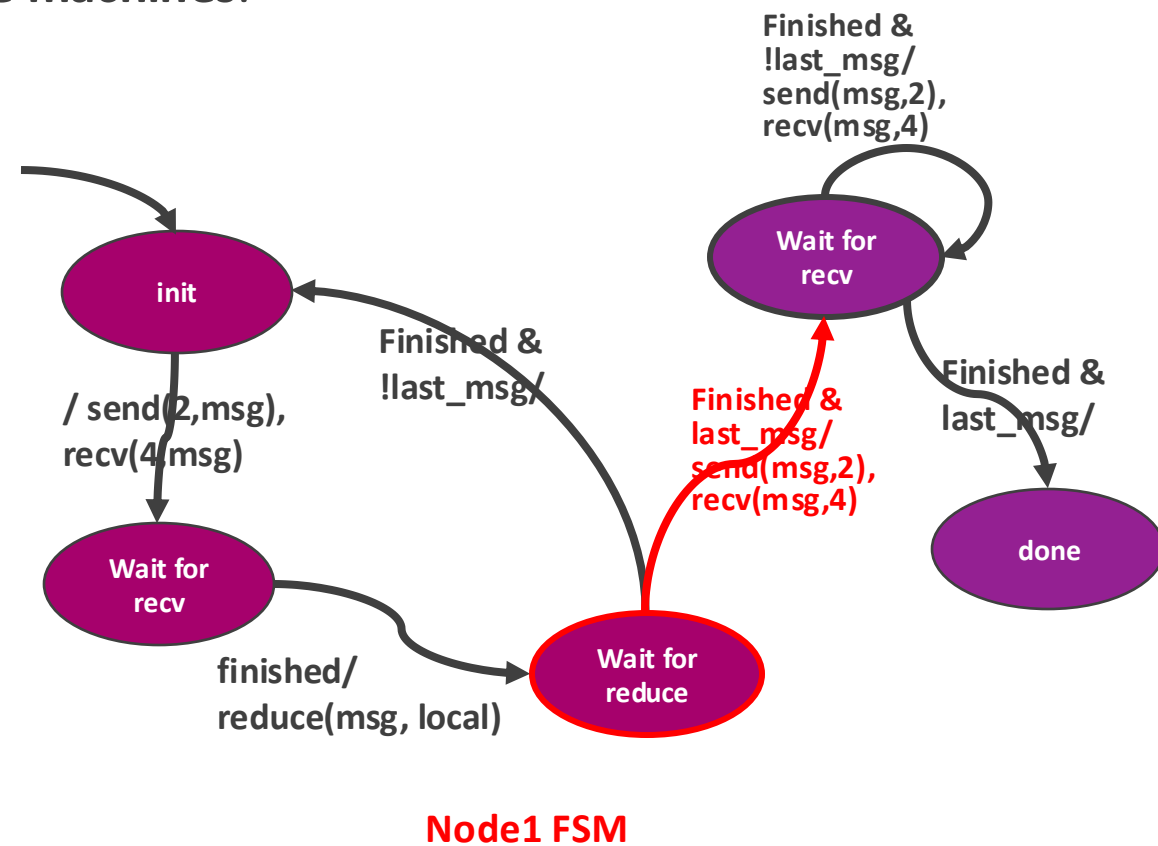 Finished &
!last_msg/
send(msg,2),
recv(msg,4)
Wait for
recv
init
Finished &
!last_msg/
Finished &
last_msg/
/ send(2,msg),
recv(4,msg)
Finished &
last_msg/
send(msg,2),
recv(msg,4)
done
Wait for
recv
finished/
reduce(msg, local)
Wait for
reduce
Node1 FSM